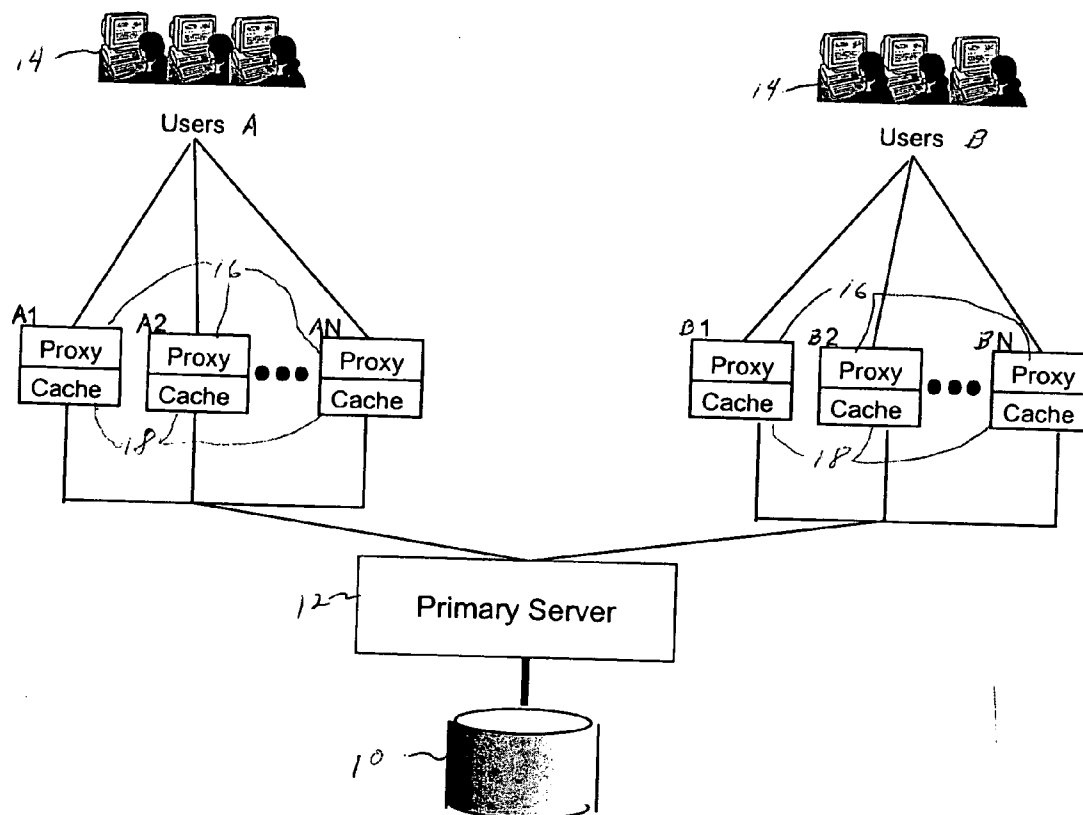 14
14
Users A
Users B
16
16
A1
A2
AN
B1
B2
BN
Proxy
Proxy
Proxy
Proxy
Proxy
Proxy
Cache
Cache
Cache
Cache
Cache
Cache
18
18
12
Primary Server
10